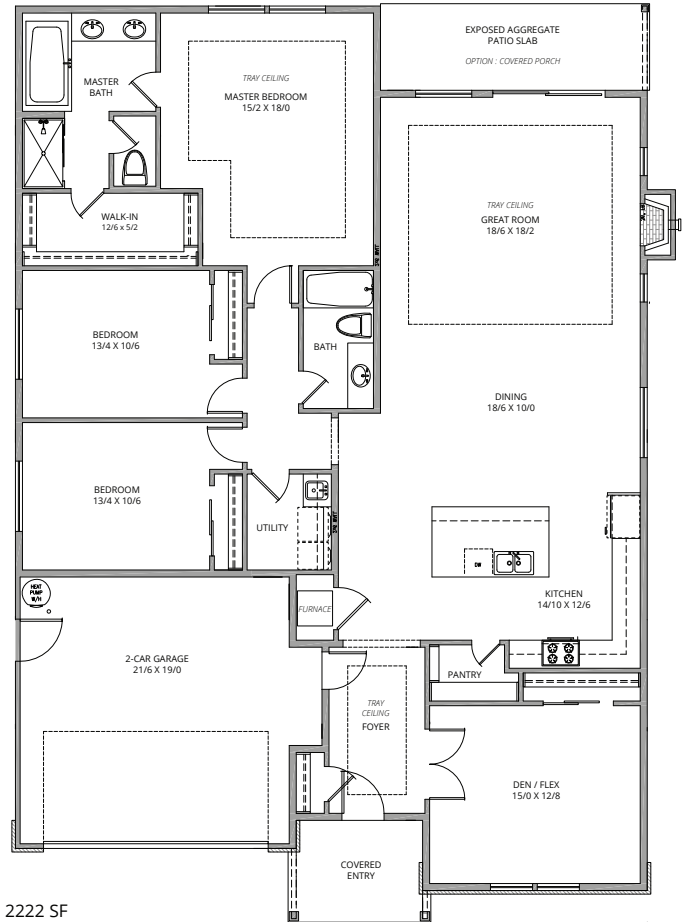 EXPOSED AGGREGATE
PATIO SLAB
OPTION : COVERED PORCH
MASTER
BATH
TRAY CEILING
MASTER BEDROOM
15/2 X 18/0
WALK-IN
12/6 x 5/2
TRAY CEILING
GREAT ROOM
18/6 X 18/2
BEDROOM
13/4 X 10/6
BATH
DINING
18/6 X 10/0
BEDROOM
13/4 X 10/6
UTILITY
DW
KITCHEN
14/10 X 12/6
HEAT
PUMP
W/H
FURNACE
2-CAR GARAGE
21/6 X 19/0
PANTRY
TRAY
CEILING
FOYER
DEN / FLEX
15/0 X 12/8
COVERED
ENTRY
2222 SF